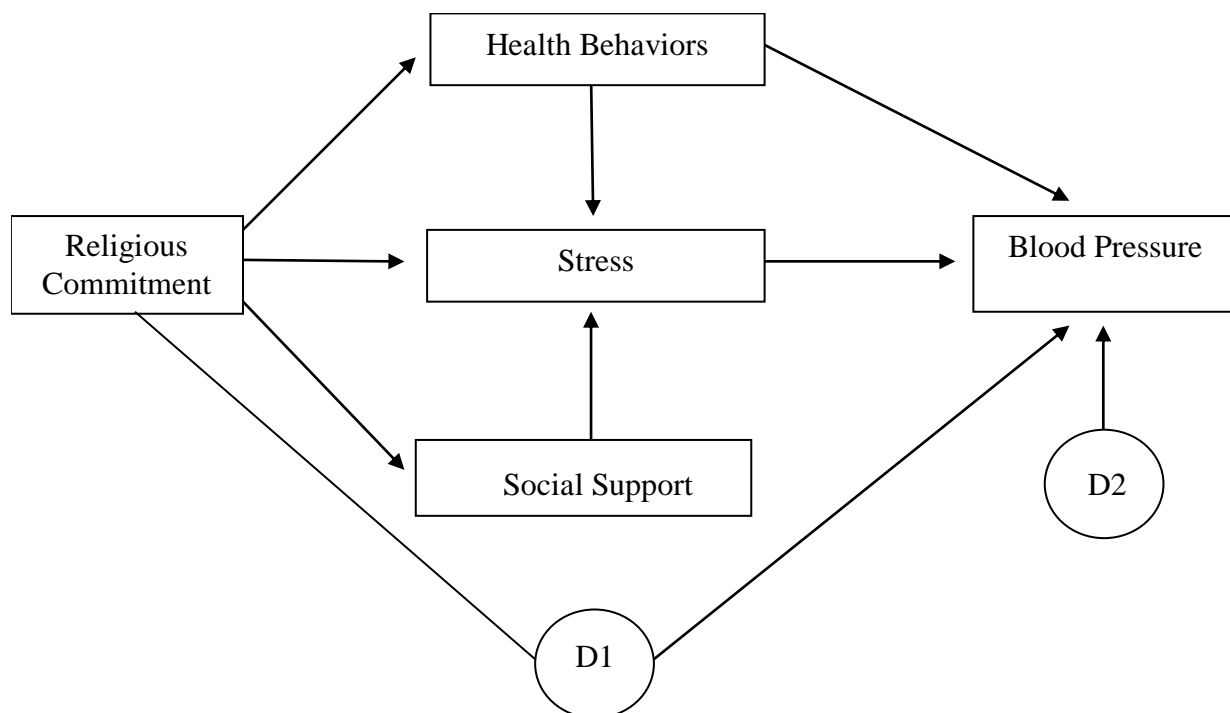 Health Behaviors
Religious
Commitment
Stress
Blood Pressure
Social Support
D2
D1